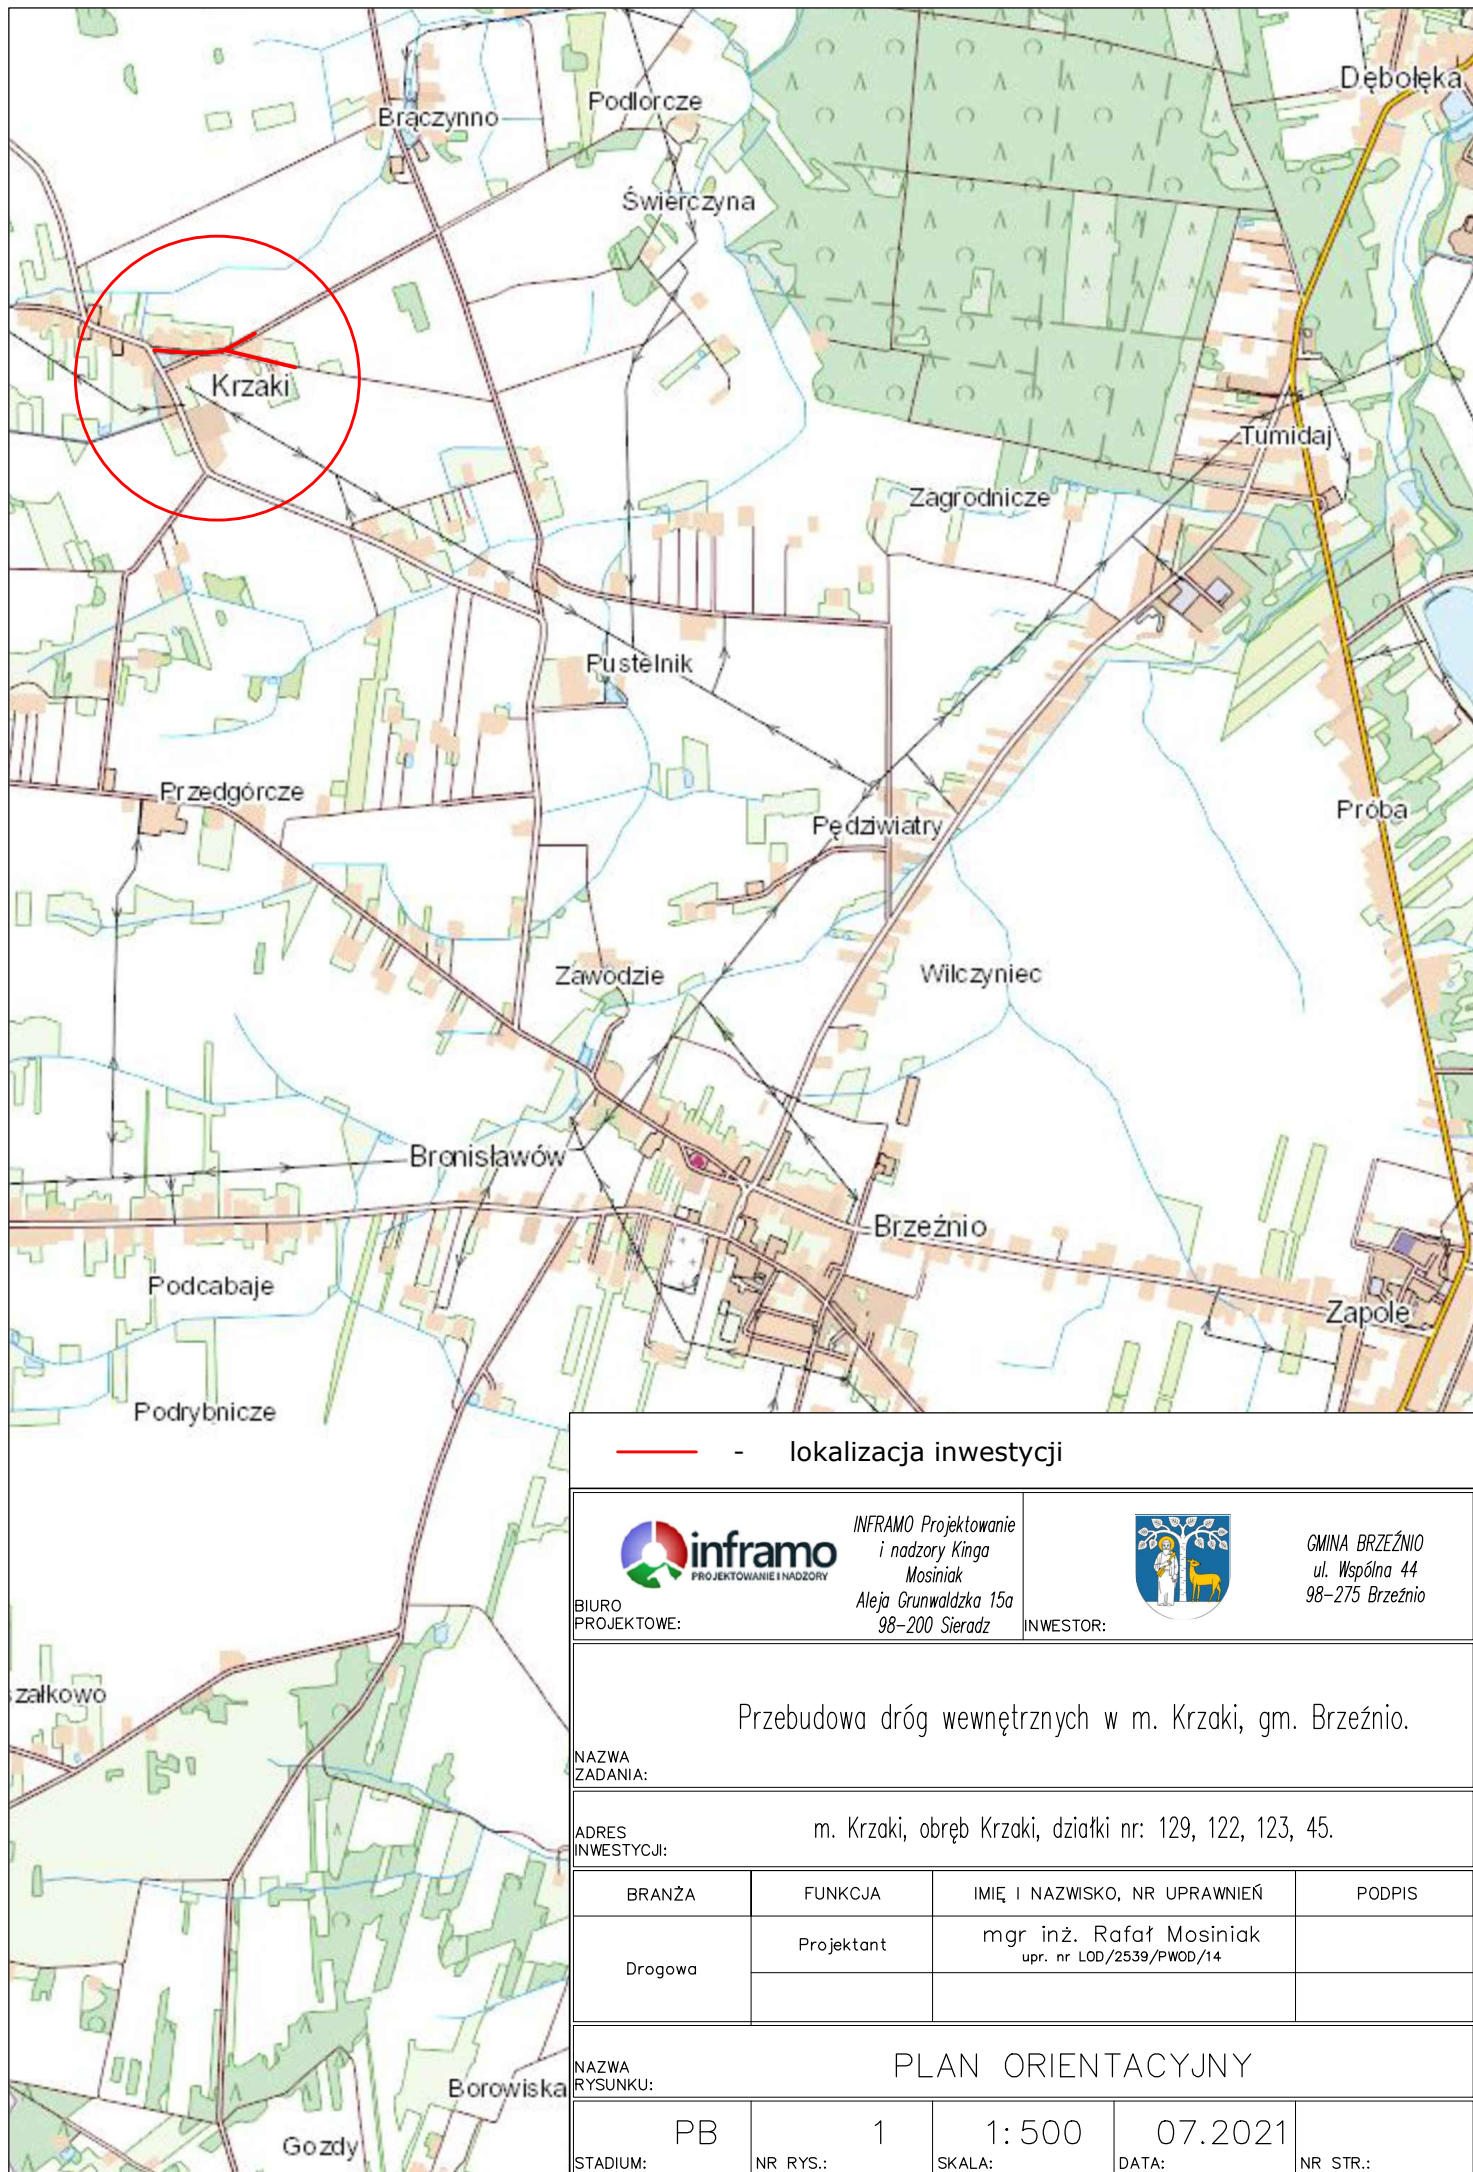 Dębołęka
Podlorcze
Brączynno
Świerczyna
Krzaki
Tumidaj
Zagrodnicze
Pustelnik
Przedgórcze
Próba
Pędziwiatry
Zawodzie
Wilczyniec
Bronisławów
Brzeźnio
Podcabaje
Zapole
Podrybnicze
- lokalizacja inwestycji
inframo
PROJEKTOWANIE I NADZORY
BIURO
PROJEKTOWE:
INFRAMO Projektowanie
i nadzory Kinga
Mosiniak
Aleja Grunwaldzka 15a
98-200 Sieradz
INWESTOR:
GMINA BRZEŹNIO
ul. Wspólna 44
98-275 Brzeźnio
załkowo
Przebudowa dróg wewnętrznych w m. Krzaki, gm. Brzeźnio.
NAZWA
ZADANIA:
m. Krzaki, obręb Krzaki, działki nr: 129, 122, 123, 45.
ADRES
INWESTYCJI:
BRANŻA FUNKCJA IMIĘ I NAZWISKO, NR UPRAWNIEŃ PODPIS
Drogowa Projektant mgr inż. Rafał Mosiniak
upr. nr LOD/2539/PWOD/14
PLAN ORIENTACYJNY
NAZWA
RYSUNKU:
Borowiska
Gozdy
PB 1 1:500 07.2021
STADIUM: NR RYS.: SKALA: DATA: NR STR.: